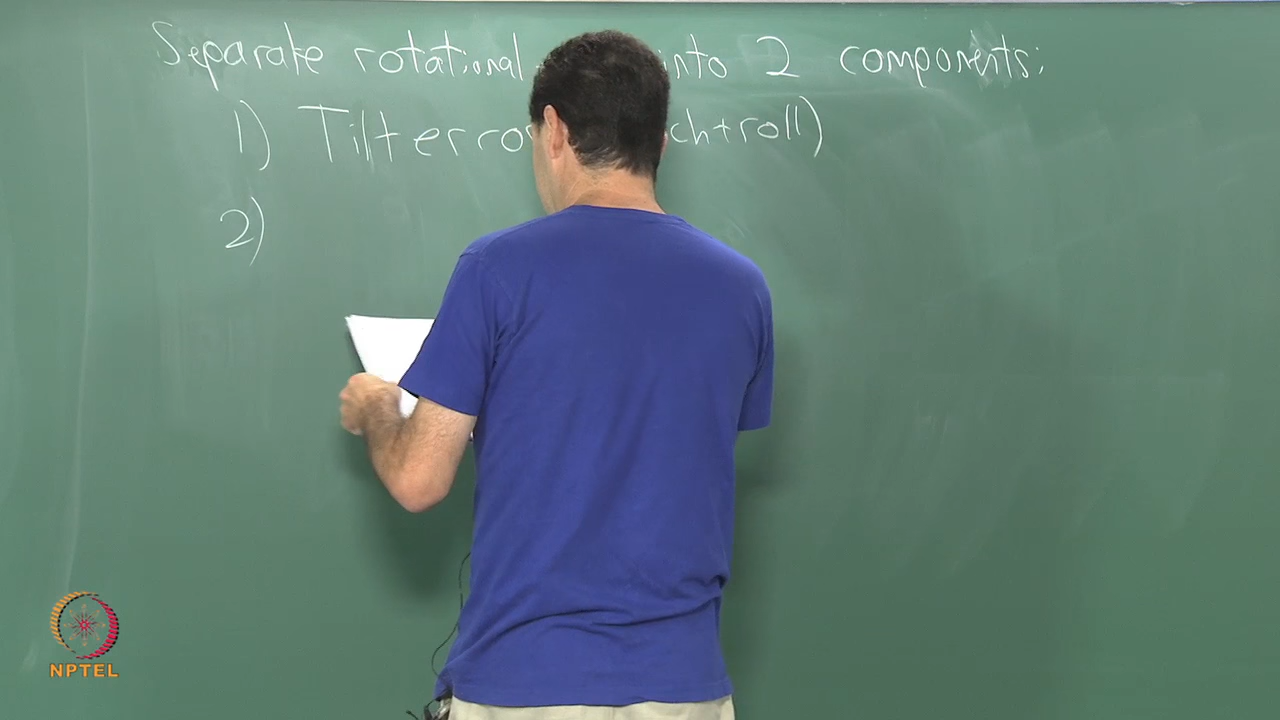 Separate rotational into 2 components:
1) Tilt erro ch+roll)
2)
NPTEL